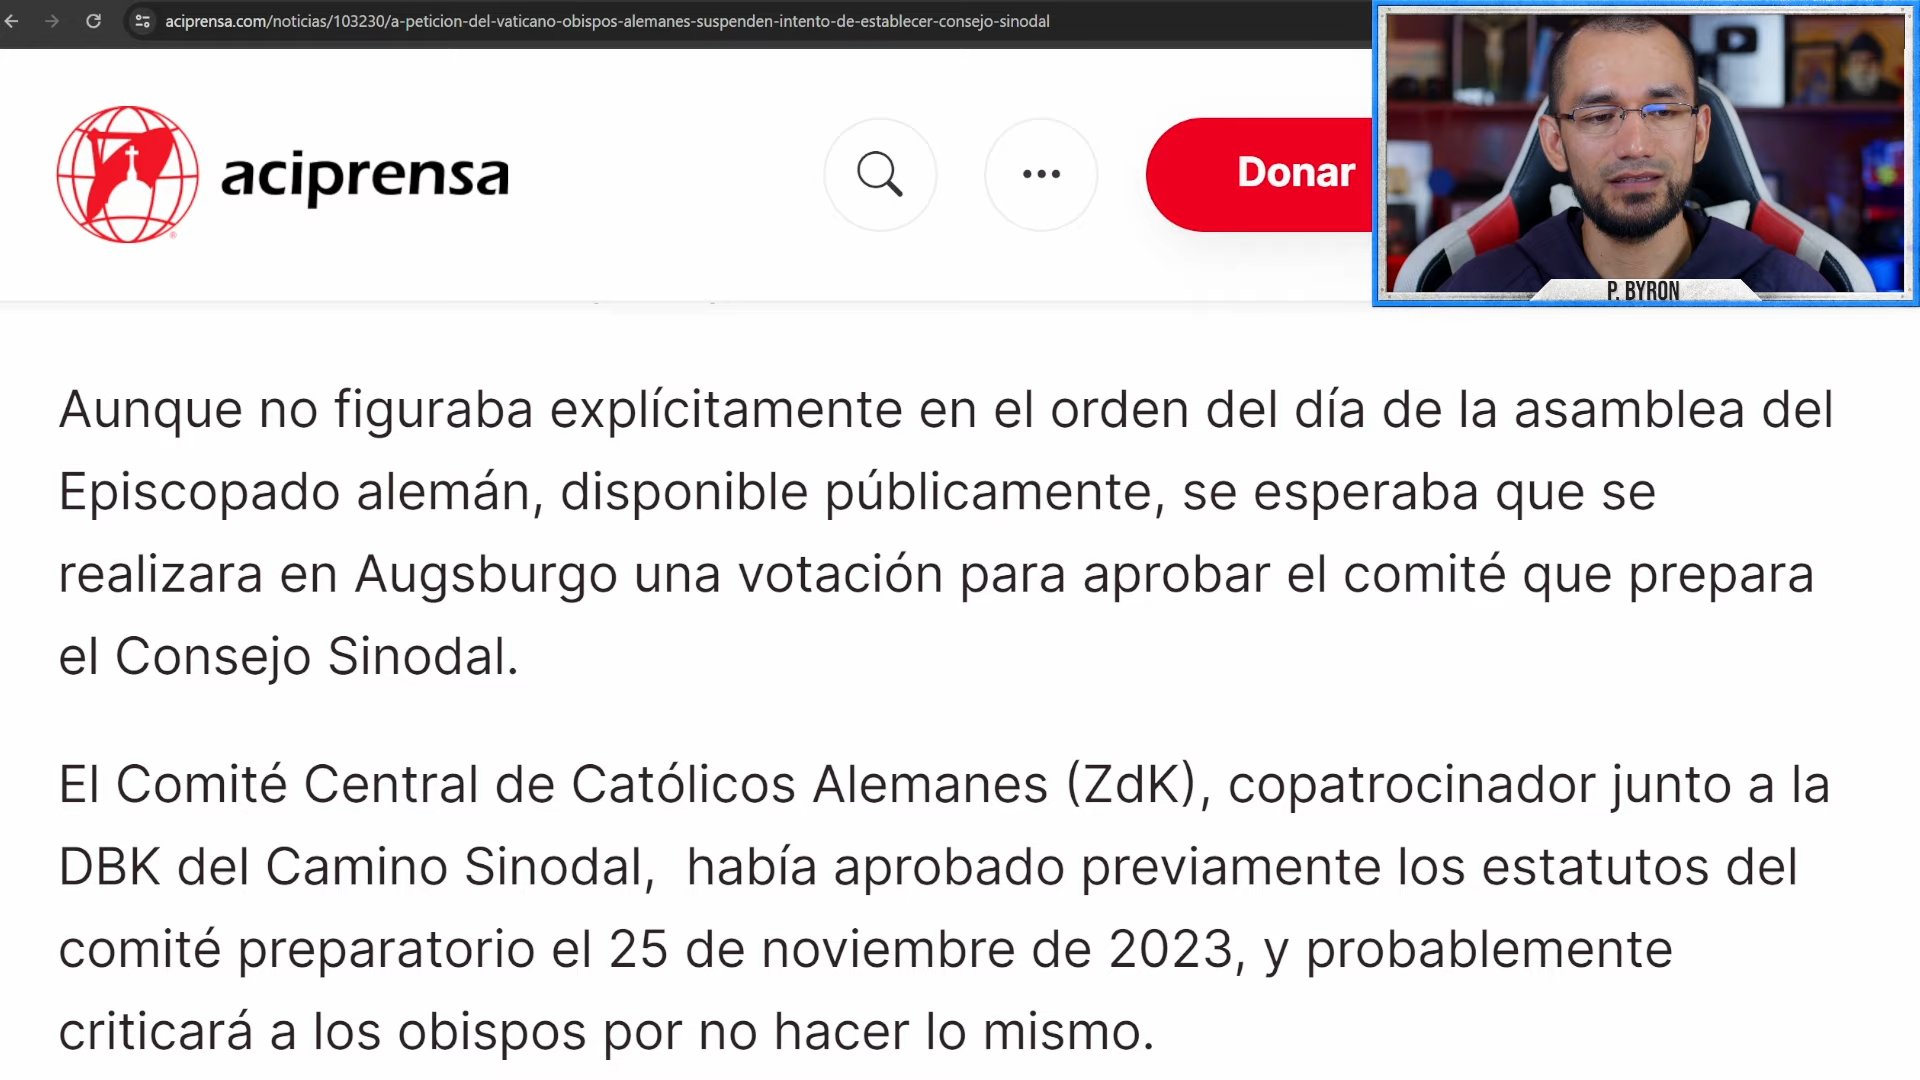 aciprensa.com/noticias/103230/a-peticion-del-vaticano-obispos-alemanes-suspenden-intento-de-establecer-consejo-sinodal
aciprensa
Donar
P. BYRON
Aunque no figuraba explícitamente en el orden del día de la asamblea del
Episcopado alemán, disponible públicamente, se esperaba que se
realizara en Augsburgo una votación para aprobar el comité que prepara
el Consejo Sinodal.
El Comité Central de Católicos Alemanes (ZdK), copatrocinador junto a la
DBK del Camino Sinodal,  había aprobado previamente los estatutos del
comité preparatorio el 25 de noviembre de 2023, y probablemente
criticará a los obispos por no hacer lo mismo.